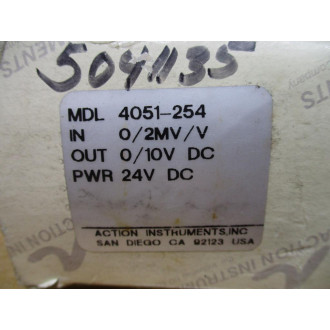 5041135
MDL 4051-254
IN 0/2MV/V
OUT 0/10V DC
PWR 24V DC
ACTION INSTRUMENTS,INC
SAN DIEGO CA 92123 USA